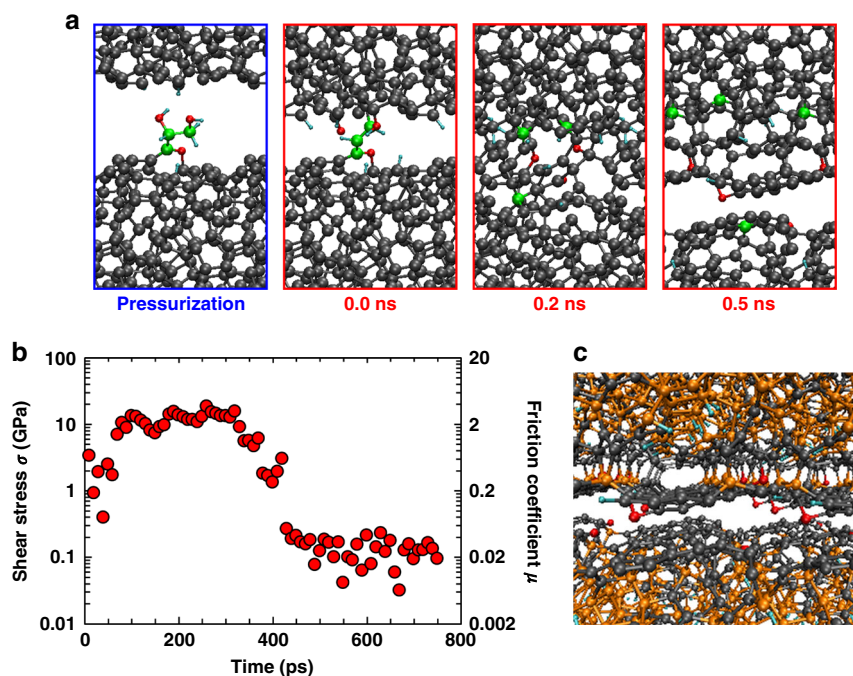 a
Pressurization
0.0 ns
0.2 ns
0.5 ns
b
100
10
1
0.1
0.01
Shear stress σ (GPa)
20
2
0.2
0.02
0.002
Friction coefficient μ
0
200
400
600
800
Time (ps)
c